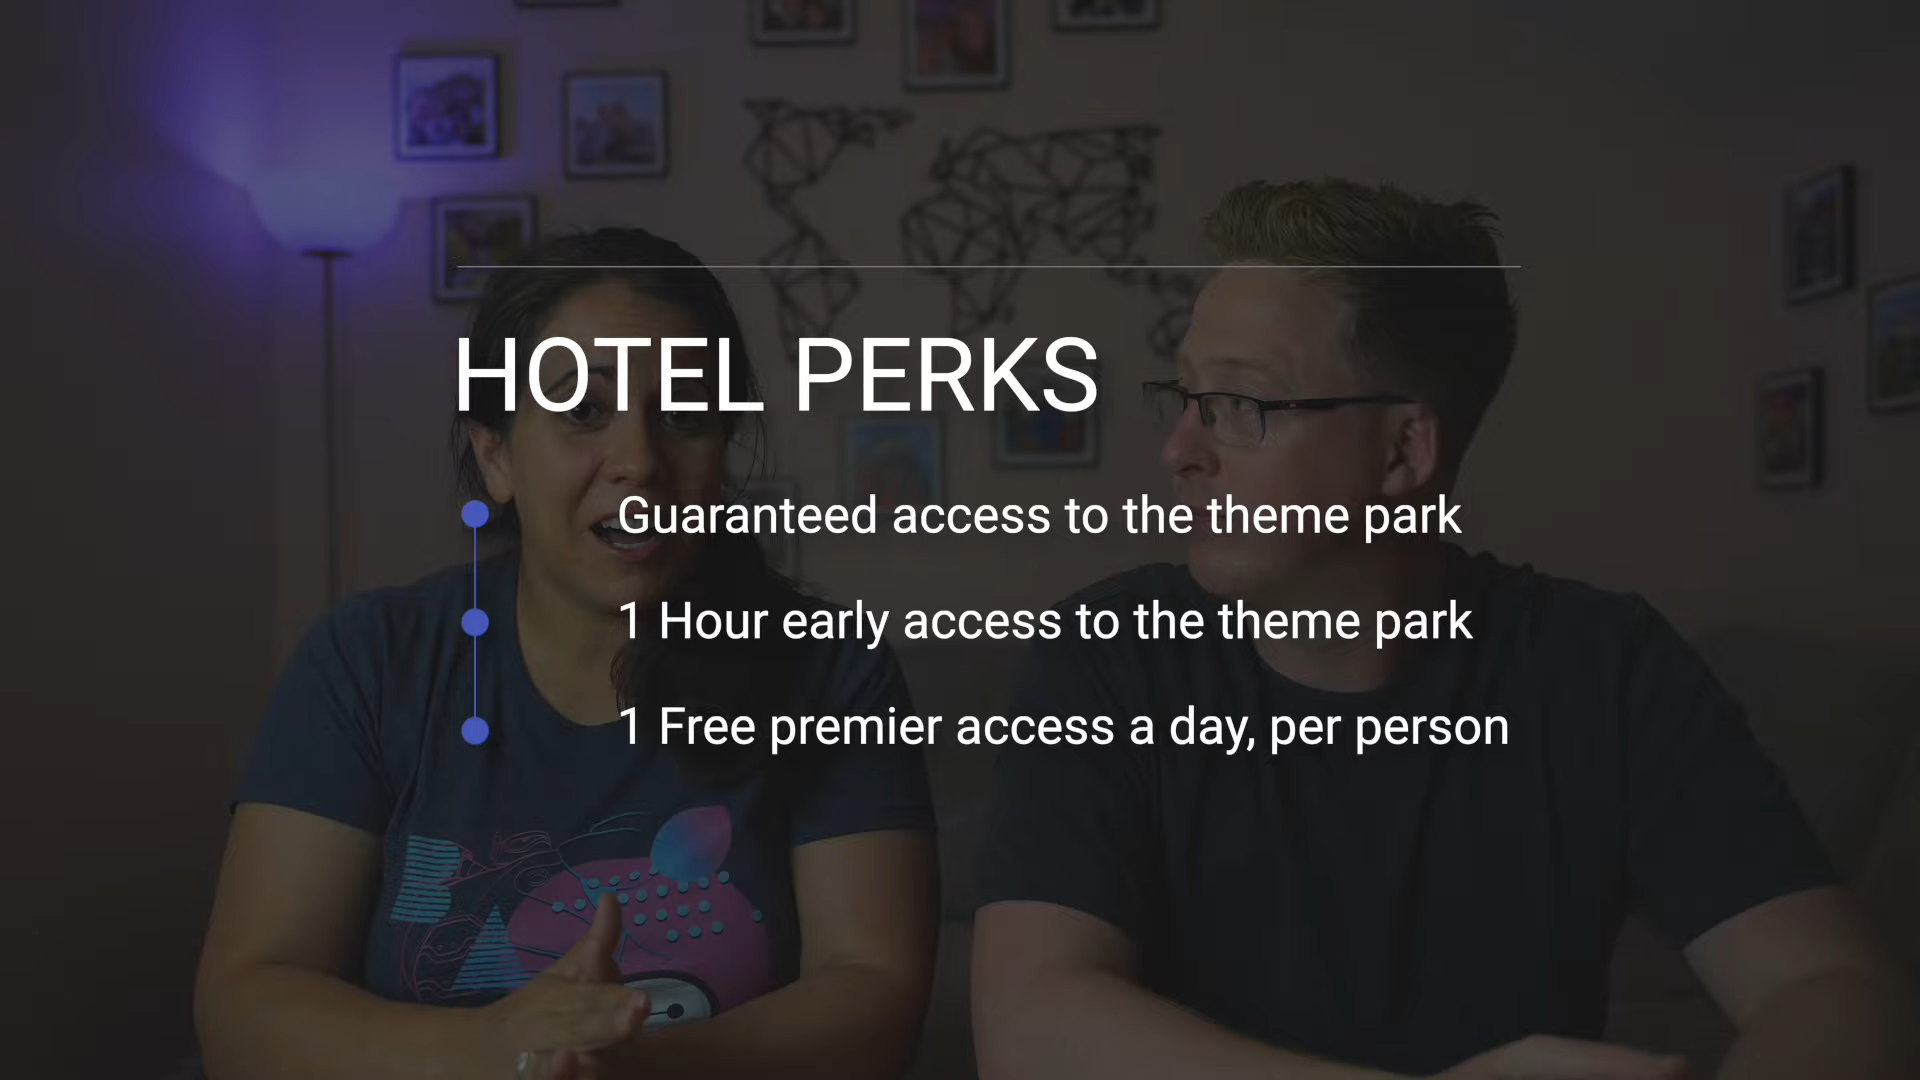 HOTEL PERKS
Guaranteed access to the theme park
1 Hour early access to the theme park
1 Free premier access a day, per person